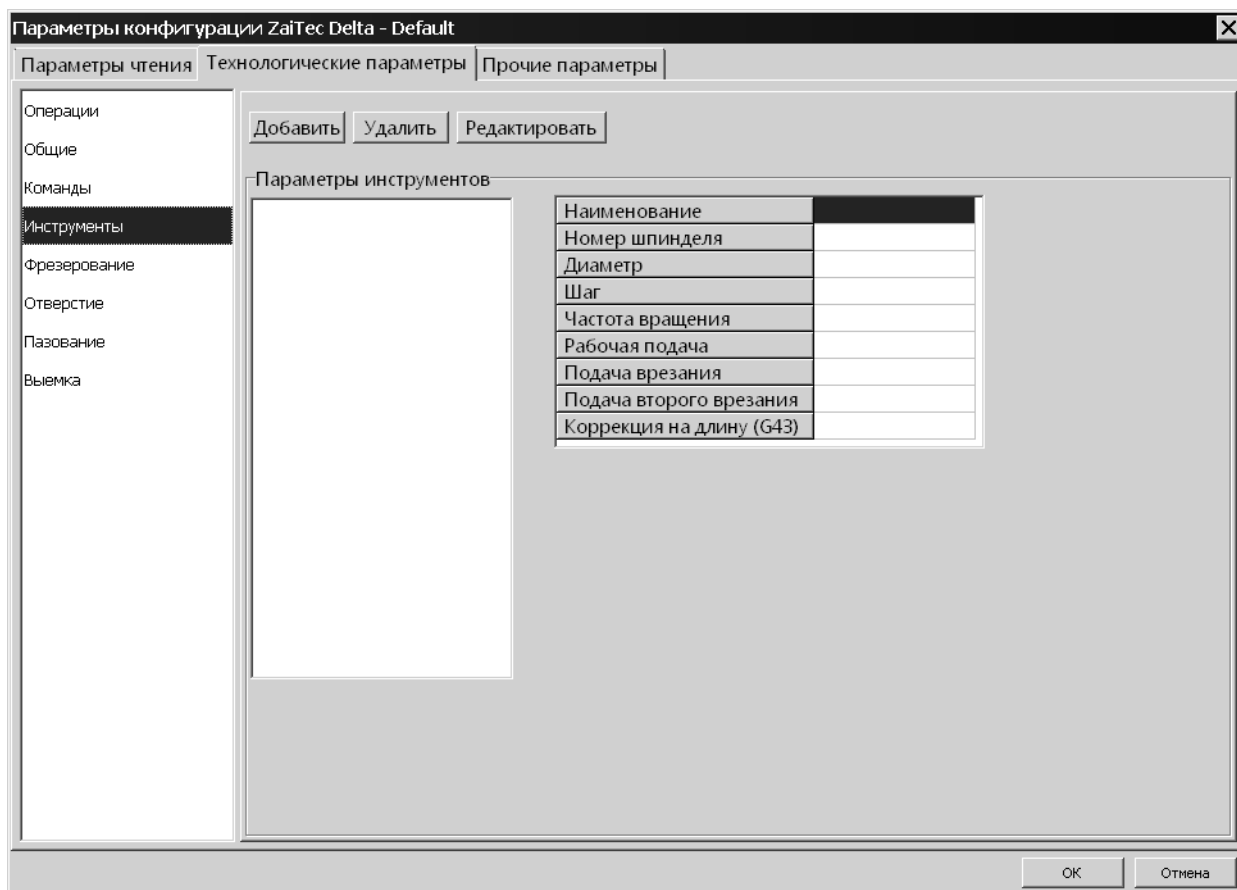 Параметры конфигурации ZaiTec Delta - Default
Параметры чтения Технологические параметры Прочие параметры
Операции
Общие
Команды
Инструменты
Фрезерование
Отверстие
Пазование
Выемка
Добавить Удалить Редактировать
Параметры инструментов
Наименование
Номер шпинделя
Диаметр
Шаг
Частота вращения
Рабочая подача
Подача врезания
Подача второго врезания
Коррекция на длину (G43)
OK Отмена